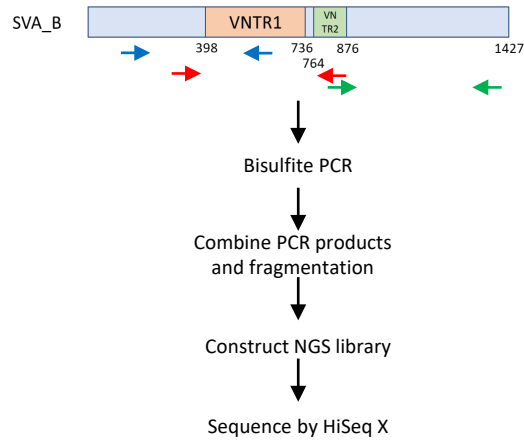 SVA_B
VNTR1
VN
TR2
398
736
764
876
1427
Bisulfite PCR
Combine PCR products
and fragmentation
Construct NGS library
Sequence by HiSeq X